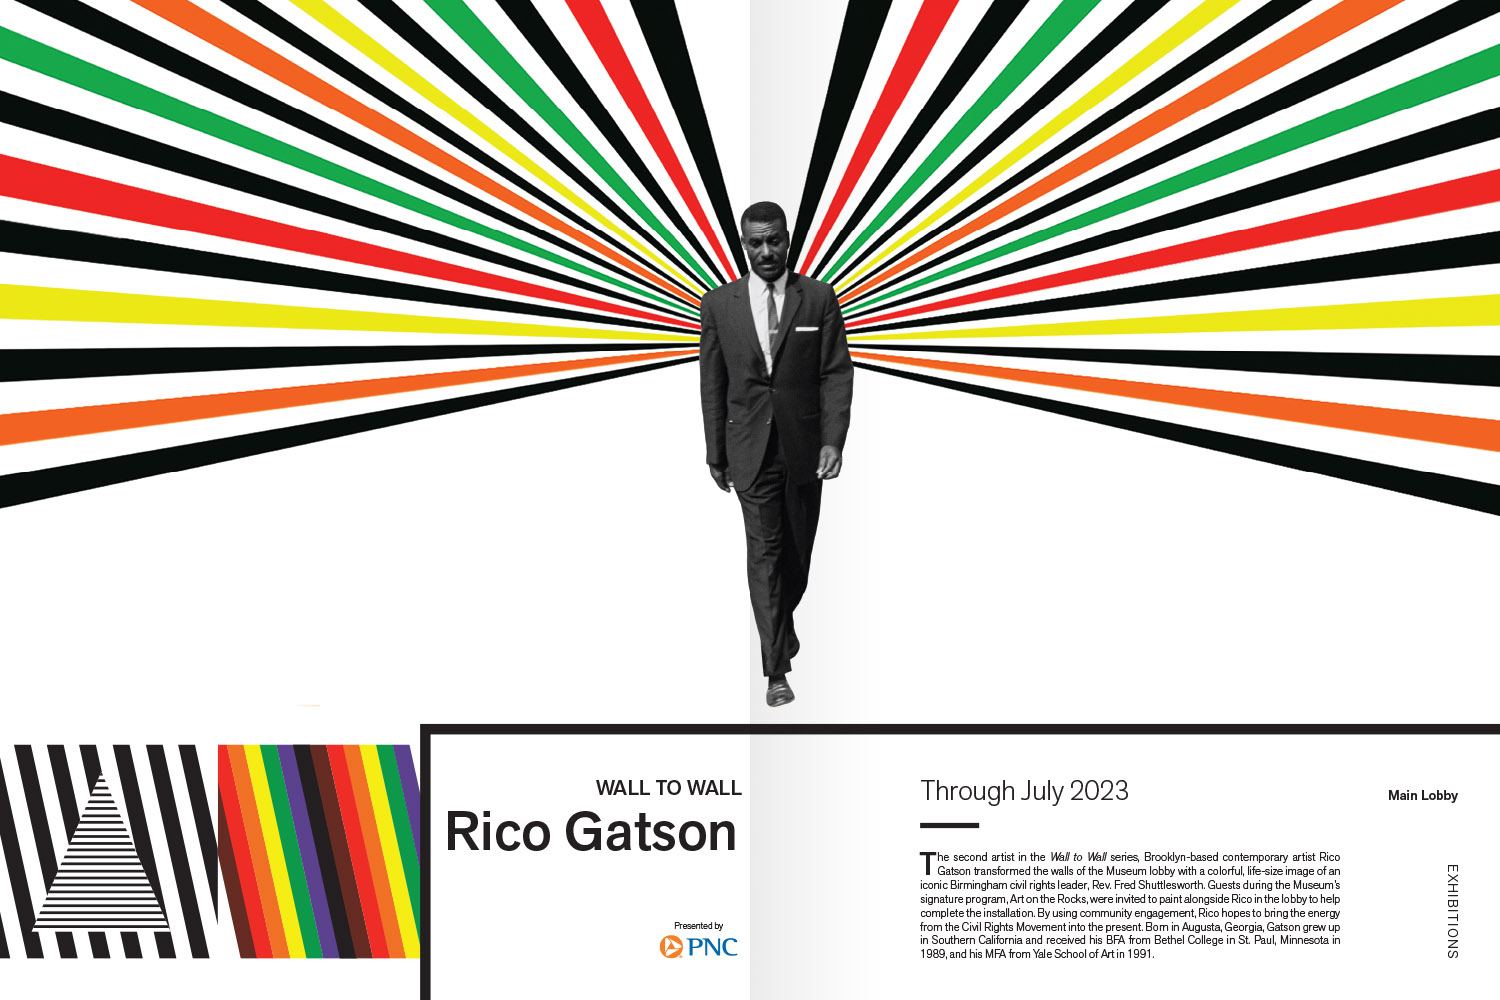 WALL TO WALL
Rico Gatson
Presented by
PNC
Through July 2023
Main Lobby
The second artist in the Wall to Wall series, Brooklyn-based contemporary artist Rico
Gatson transformed the walls of the Museum lobby with a colorful, life-size image of an
iconic Birmingham civil rights leader, Rev. Fred Shuttlesworth. Guests during the Museum's
signature program, Art on the Rocks, were invited to paint alongside Rico in the lobby to help
complete the installation. By using community engagement, Rico hopes to bring the energy
from the Civil Rights Movement into the present. Born in Augusta, Georgia, Gatson grew up
in Southern California and received his BFA from Bethel College in St. Paul, Minnesota in
1989, and his MFA from Yale School of Art in 1991.
EXHIBITIONS